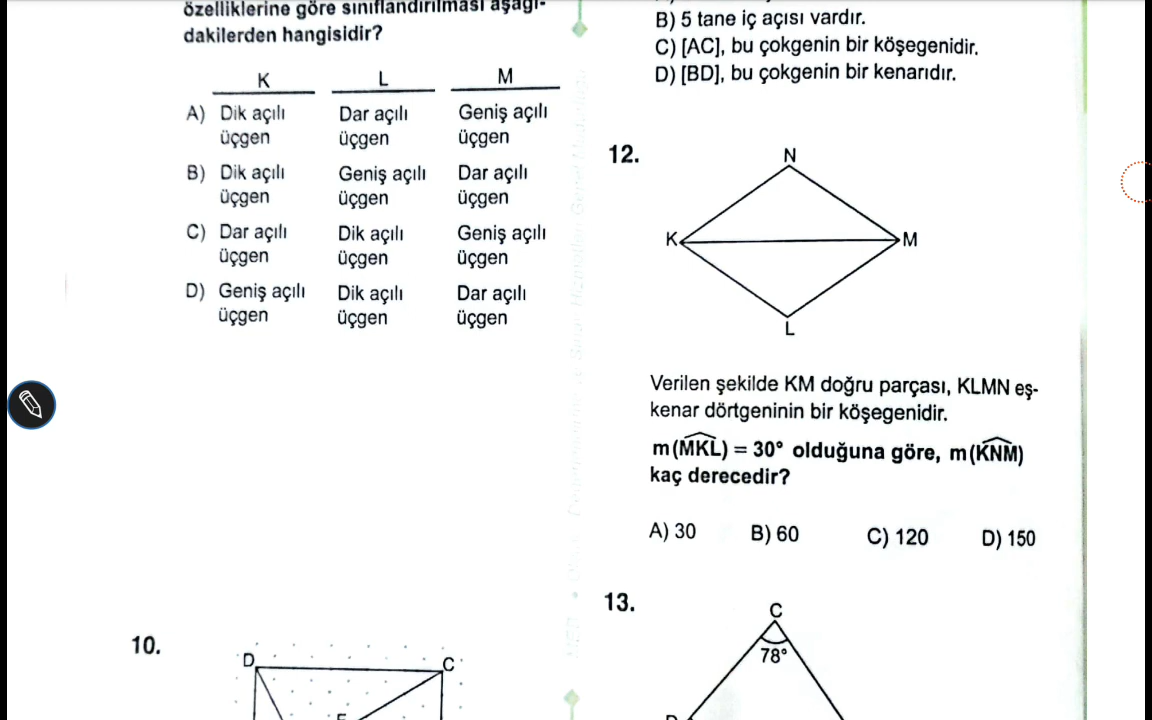 özelliklerine göre sınıflandırılması aşağı-
dakilerden hangisidir?
K L M
A) Dik açılı Dar açılı Geniş açılı
üçgen üçgen üçgen
B) Dik açılı Geniş açılı Dar açılı
üçgen üçgen üçgen
C) Dar açılı Dik açılı Geniş açılı
üçgen üçgen üçgen
D) Geniş açılı Dik açılı Dar açılı
üçgen üçgen üçgen
10.
D C
E
B) 5 tane iç açısı vardır.
C) [AC], bu çokgenin bir köşegenidir.
D) [BD], bu çokgenin bir kenarıdır.
12.
N
K M
L
Verilen şekilde KM doğru parçası, KLMN eş-
kenar dörtgeninin bir köşegenidir.
m(MKL) = 30° olduğuna göre, m(KNM)
kaç derecedir?
A) 30 B) 60 C) 120 D) 150
13.
C
78°